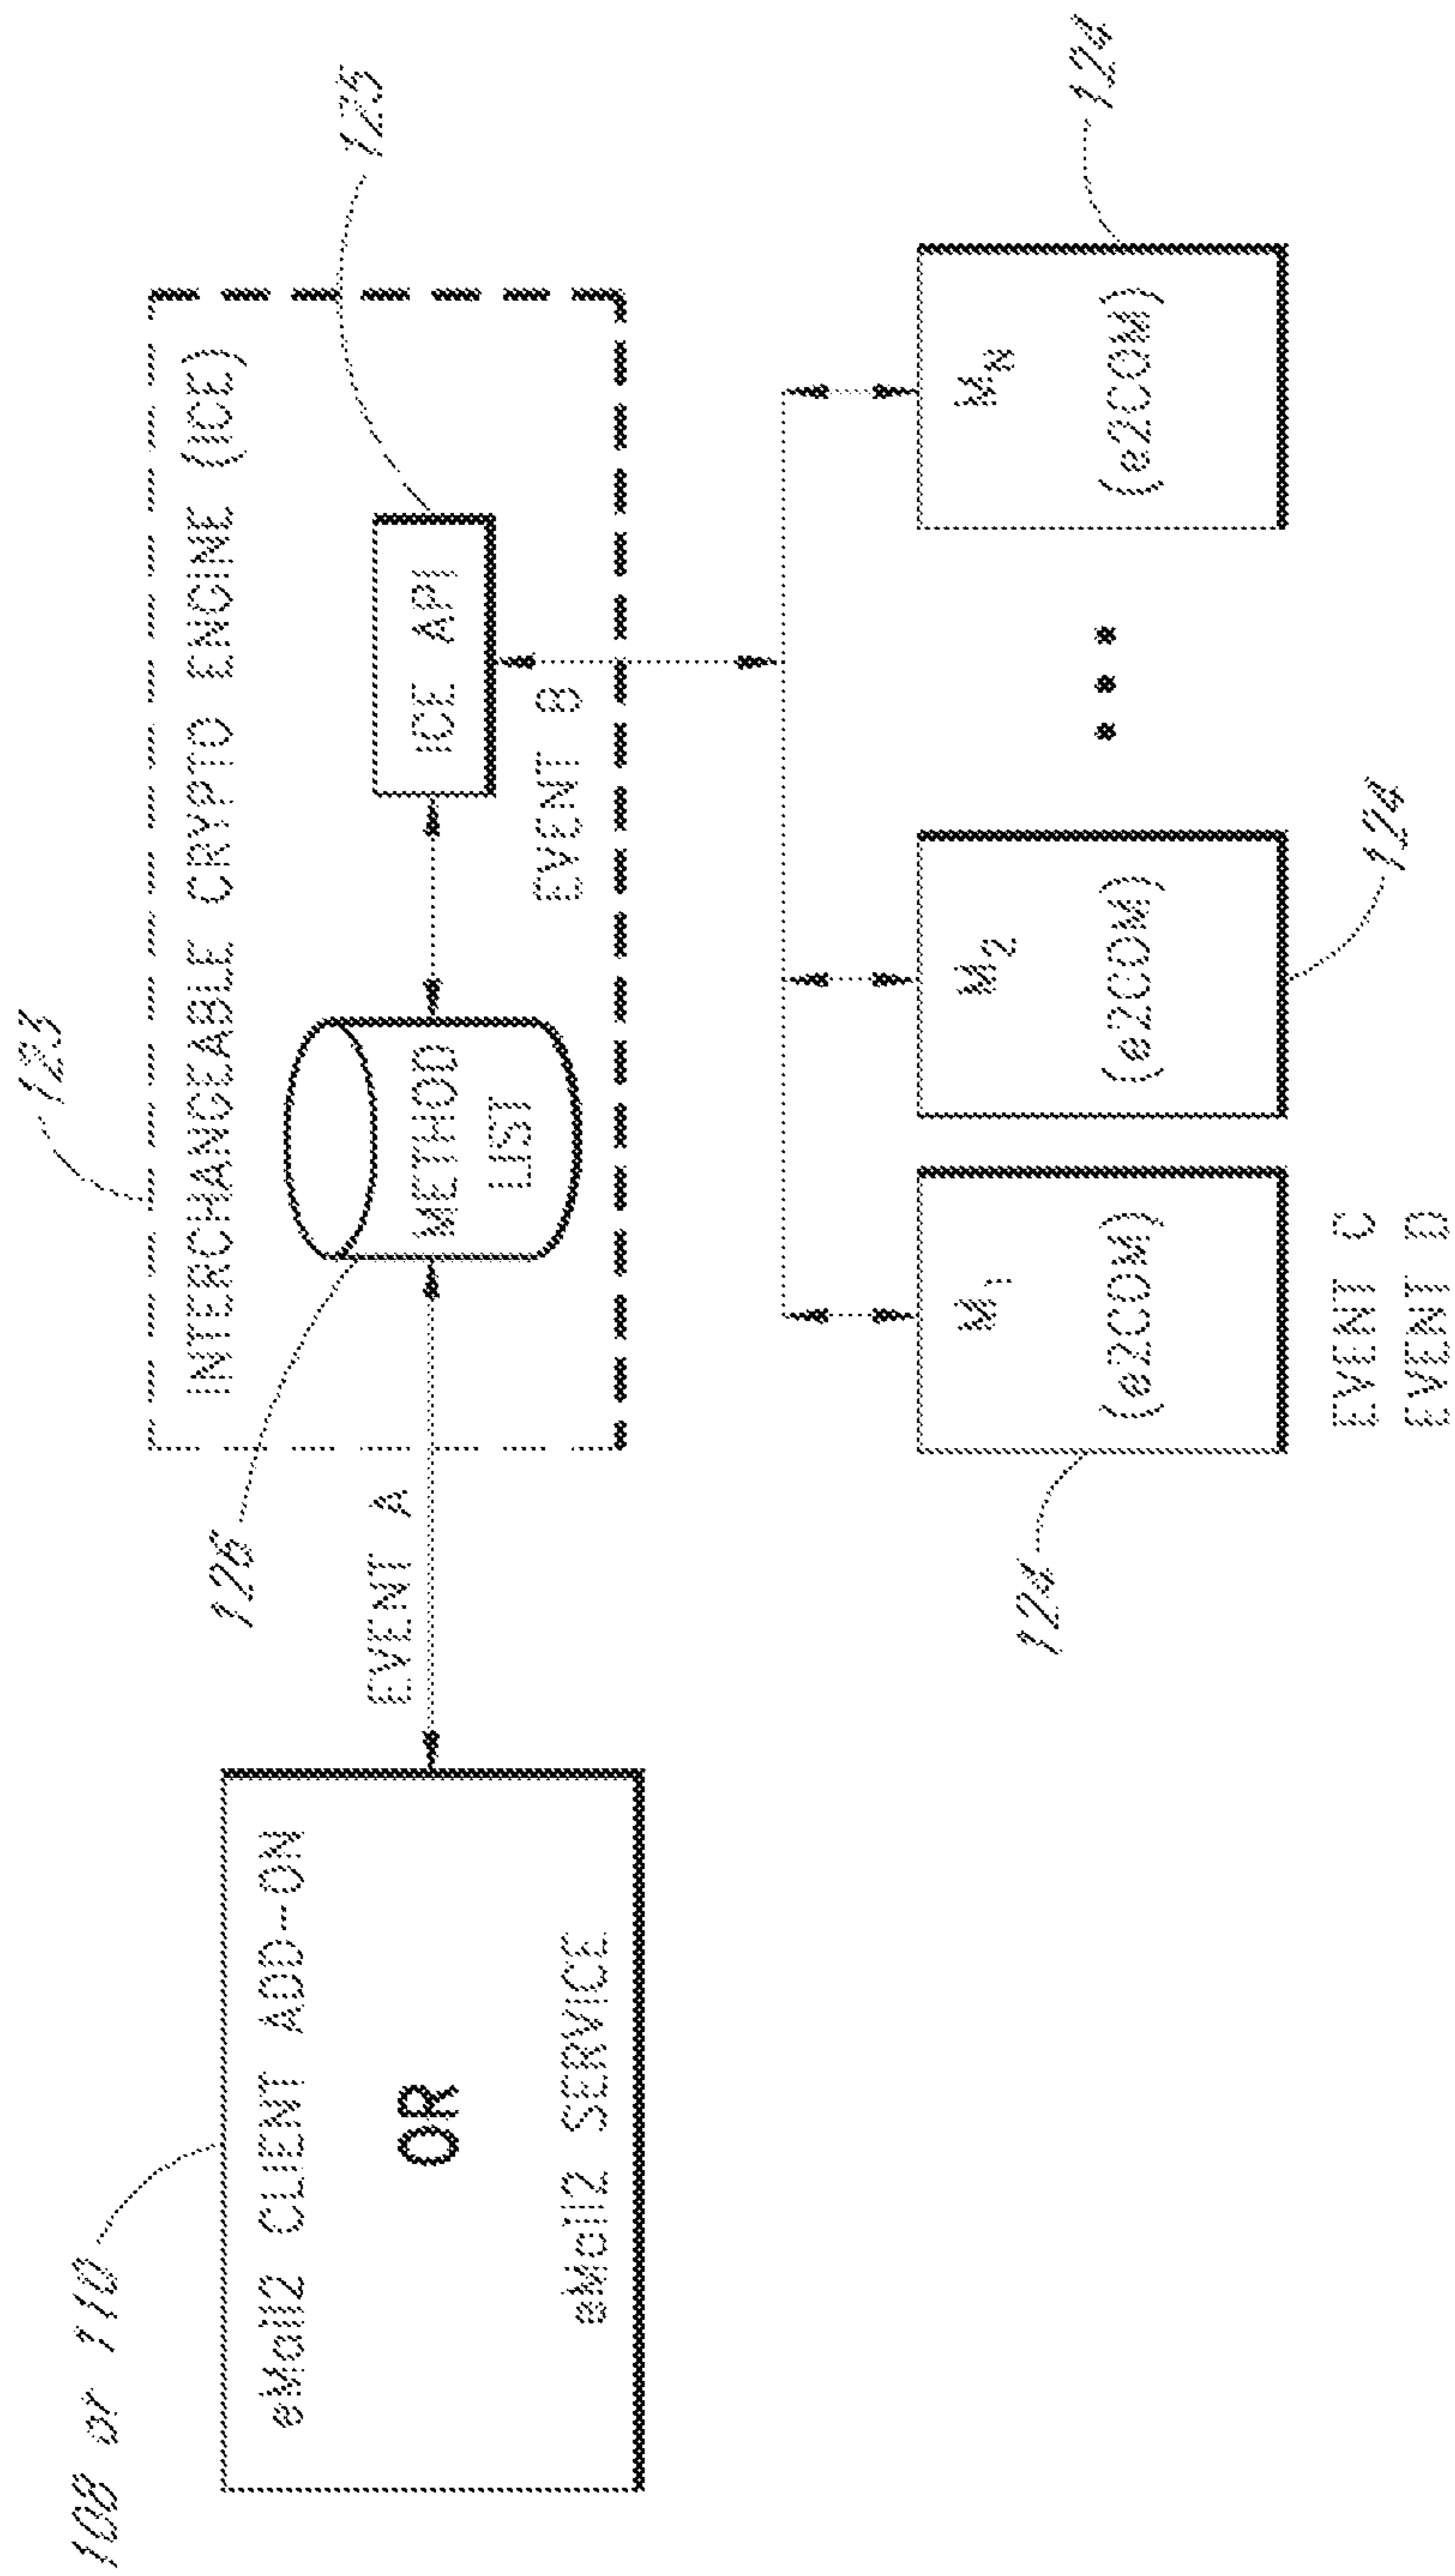 123
INTERCHANGEABLE CRYPTO ENGINE (ICE)
125
126
METHOD
LIST
ICE API
EVENT A
EVENT B
108 or 110
eMail2 CLIENT ADD-ON
OR
eMail2 SERVICE
M1
(e2COM)
124
M2
(e2COM)
124
• • •
MN
(e2COM)
124
EVENT C
EVENT D